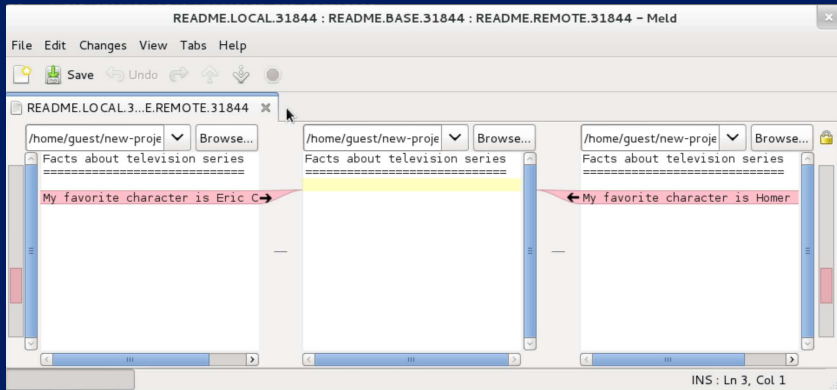 README.LOCAL.31844 : README.BASE.31844 : README.REMOTE.31844 – Meld
File Edit Changes View Tabs Help
Save Undo
README.LOCAL.3...E.REMOTE.31844
/home/guest/new-proje Browse...
/home/guest/new-proje Browse...
/home/guest/new-proje Browse...
Facts about television series
=============================
My favorite character is Eric C
Facts about television series
=============================
Facts about television series
=============================
My favorite character is Homer
INS : Ln 3, Col 1